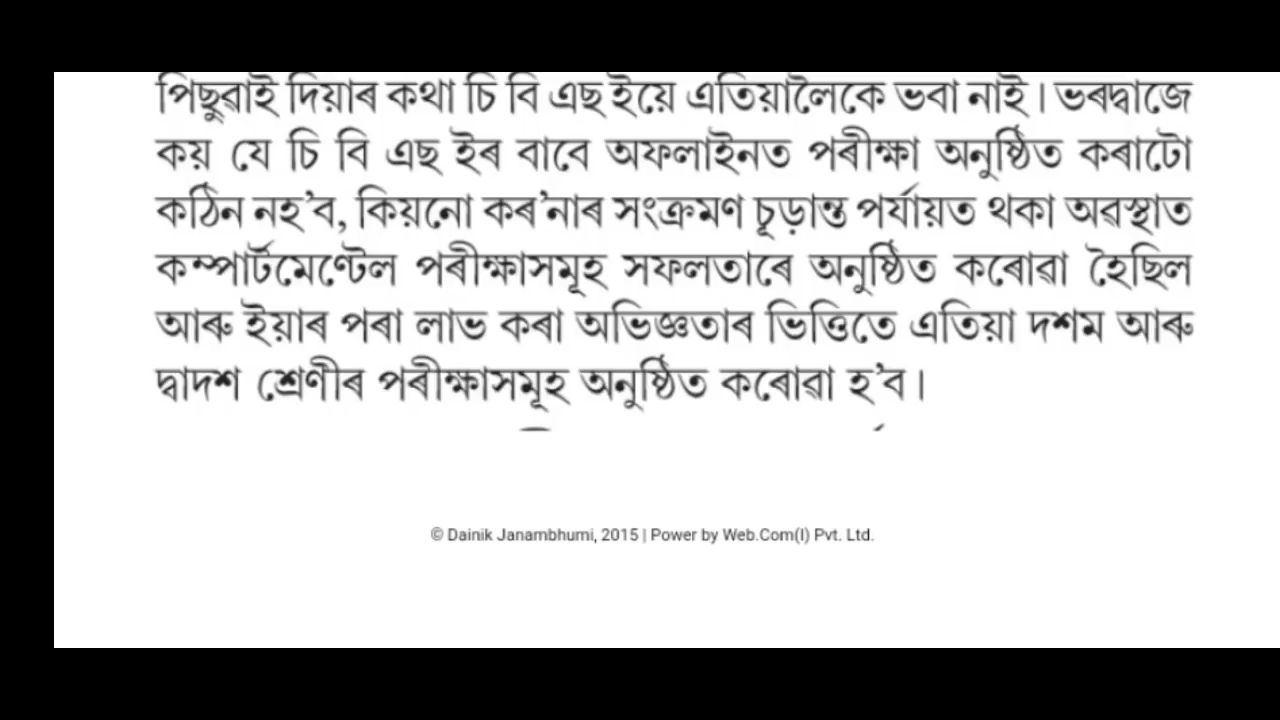 পিছুৱাই দিয়াৰ কথা চি বি এছ ইয়ে এতিয়ালৈকে ভবা নাই। ভৰদ্বাজে
কয় যে চি বি এছ ইৰ বাবে অফলাইনত পৰীক্ষা অনুষ্ঠিত কৰাটো
কঠিন নহ’ব, কিয়নো কৰ’নাৰ সংক্ৰমণ চূড়ান্ত পৰ্যায়ত থকা অৱস্থাত
কম্পাৰ্টমেণ্টেল পৰীক্ষাসমূহ সফলতাৰে অনুষ্ঠিত কৰোৱা হৈছিল
আৰু ইয়াৰ পৰা লাভ কৰা অভিজ্ঞতাৰ ভিত্তিতে এতিয়া দশম আৰু
দ্বাদশ শ্ৰেণীৰ পৰীক্ষাসমূহ অনুষ্ঠিত কৰোৱা হ’ব।
© Dainik Janambhumi, 2015 | Power by Web.Com(I) Pvt. Ltd.